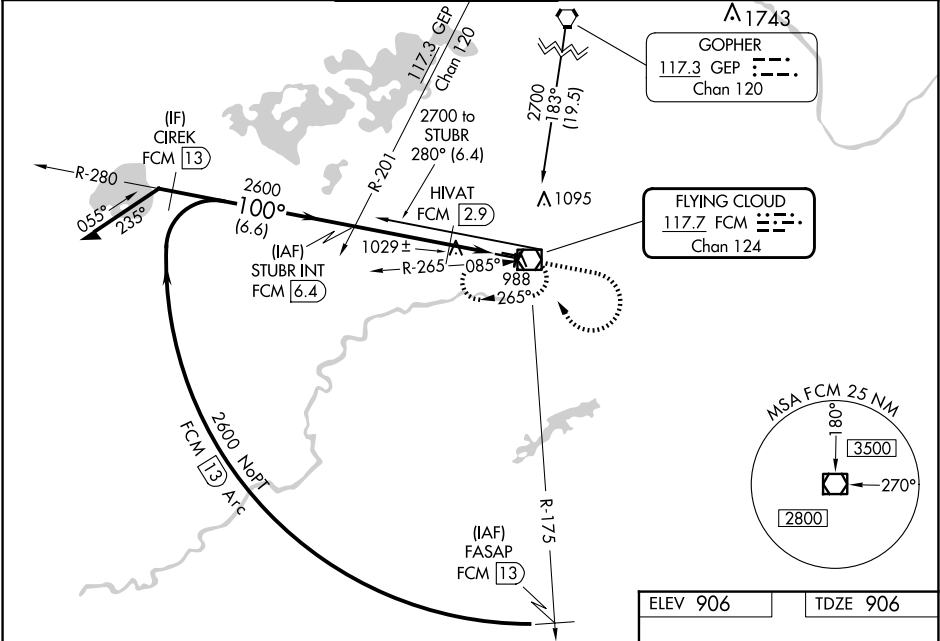 1743
GOPHER
117.3 GEP
Chan 120
117.3 GEP
Chan 120
R-201
2700
183°
(19.5)
2700 to
STUBR
280° (6.4)
(IF)
CIREK
FCM 13
R-280
055°
235°
2600
100°
(6.6)
HIVAT
FCM 2.9
1095
FLYING CLOUD
117.7 FCM
Chan 124
(IAF)
STUBR INT
FCM 6.4
1029±
R-265
085°
988
265°
2600 NoPT
FCM 13 Arc
R-175
(IAF)
FASAP
FCM 13
MSA FCM 25 NM
180°
3500
270°
2800
ELEV 906
TDZE 906